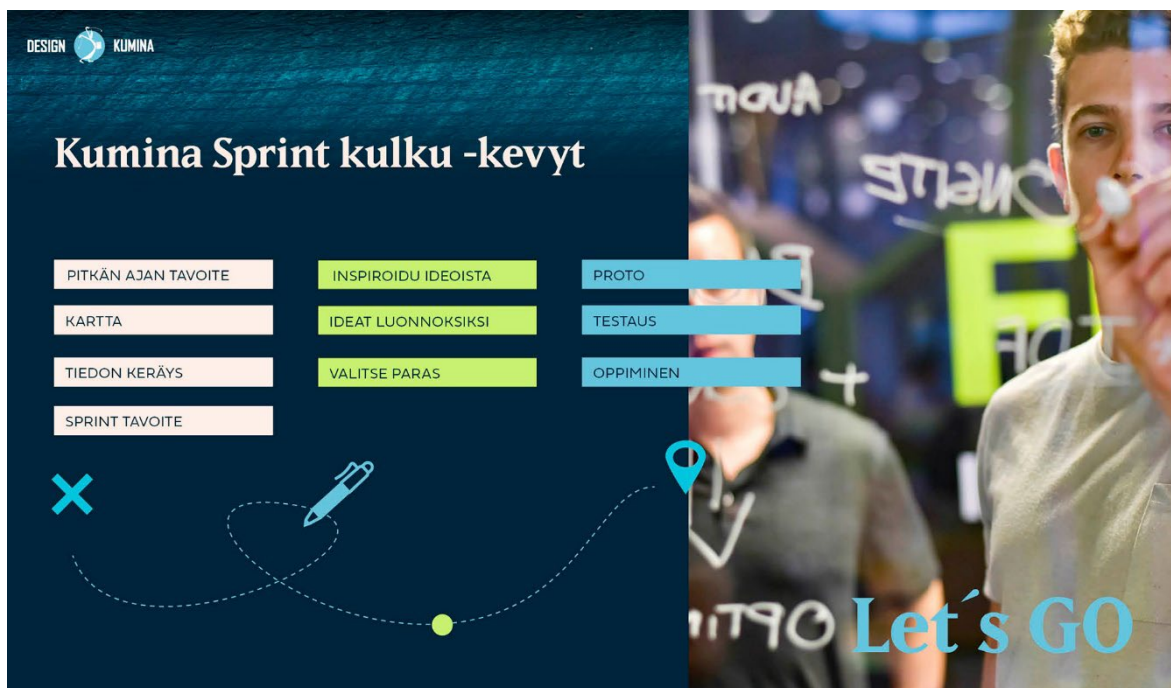 DESIGN KUMINA
Kumina Sprint kulku -kevyt
PITKÄN AJAN TAVOITE
KARTTA
TIEDON KERÄYS
SPRINT TAVOITE
INSPIROIDU IDEOISTA
IDEAT LUONNOKSIKSI
VALITSE PARAS
PROTO
TESTAUS
OPPIMINEN
Let´s GO